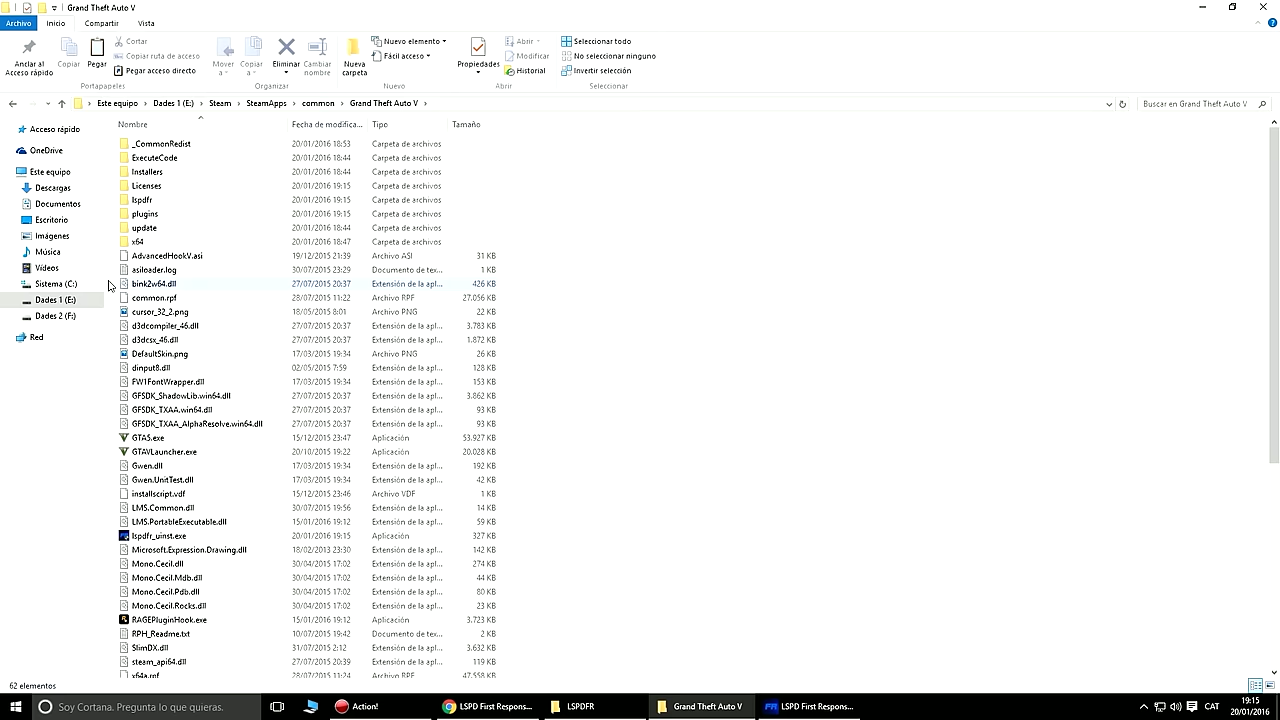 Grand Theft Auto V
Archivo Inicio Compartir Vista
Anclar al Acceso rápido
Copiar
Pegar
Cortar
Copiar ruta de acceso
Pegar acceso directo
Portapapeles
Mover a
Copiar a
Eliminar
Cambiar nombre
Organizar
Nueva carpeta
Nuevo elemento
Fácil acceso
Nuevo
Propiedades
Abrir
Modificar
Historial
Abrir
Seleccionar todo
No seleccionar ninguno
Invertir selección
Seleccionar
Este equipo > Dades 1 (E:) > Steam > SteamApps > common > Grand Theft Auto V >
Buscar en Grand Theft Auto V
Acceso rápido
OneDrive
Este equipo
Descargas
Documentos
Escritorio
Imágenes
Música
Vídeos
Sistema (C:)
Dades 1 (E:)
Dades 2 (F:)
Red
Nombre Fecha de modifica... Tipo Tamaño
_CommonRedist 20/01/2016 18:53 Carpeta de archivos
ExecuteCode 20/01/2016 18:44 Carpeta de archivos
Installers 20/01/2016 18:44 Carpeta de archivos
Licenses 20/01/2016 19:15 Carpeta de archivos
lspdfr 20/01/2016 19:15 Carpeta de archivos
plugins 20/01/2016 19:15 Carpeta de archivos
update 20/01/2016 18:44 Carpeta de archivos
x64 20/01/2016 18:47 Carpeta de archivos
AdvancedHookV.asi 19/12/2015 21:39 Archivo ASI 31 KB
asiloader.log 30/07/2015 23:29 Documento de tex... 1 KB
bink2w64.dll 27/07/2015 20:37 Extensión de la apl... 426 KB
common.rpf 28/07/2015 11:22 Archivo RPF 27.056 KB
cursor_32_2.png 18/05/2015 8:01 Archivo PNG 22 KB
d3dcompiler_46.dll 27/07/2015 20:37 Extensión de la apl... 3.783 KB
d3dcsx_46.dll 27/07/2015 20:37 Extensión de la apl... 1.872 KB
DefaultSkin.png 17/03/2015 19:34 Archivo PNG 26 KB
dinput8.dll 02/05/2015 7:59 Extensión de la apl... 128 KB
FW1FontWrapper.dll 17/03/2015 19:34 Extensión de la apl... 153 KB
GFSDK_ShadowLib.win64.dll 27/07/2015 20:37 Extensión de la apl... 3.862 KB
GFSDK_TXAA.win64.dll 27/07/2015 20:37 Extensión de la apl... 93 KB
GFSDK_TXAA_AlphaResolve.win64.dll 27/07/2015 20:37 Extensión de la apl... 93 KB
GTA5.exe 15/12/2015 23:47 Aplicación 53.927 KB
GTAVLauncher.exe 20/10/2015 19:22 Aplicación 20.028 KB
Gwen.dll 17/03/2015 19:34 Extensión de la apl... 192 KB
Gwen.UnitTest.dll 17/03/2015 19:34 Extensión de la apl... 42 KB
installscript.vdf 15/12/2015 23:46 Archivo VDF 1 KB
LMS.Common.dll 30/07/2015 19:56 Extensión de la apl... 14 KB
LMS.PortableExecutable.dll 15/01/2016 19:12 Extensión de la apl... 59 KB
lspdfr_uinst.exe 20/01/2016 19:15 Aplicación 327 KB
Microsoft.Expression.Drawing.dll 18/02/2013 23:30 Extensión de la apl... 142 KB
Mono.Cecil.dll 30/04/2015 17:02 Extensión de la apl... 274 KB
Mono.Cecil.Mdb.dll 30/04/2015 17:02 Extensión de la apl... 44 KB
Mono.Cecil.Pdb.dll 30/04/2015 17:02 Extensión de la apl... 80 KB
Mono.Cecil.Rocks.dll 30/04/2015 17:02 Extensión de la apl... 23 KB
RAGEPluginHook.exe 15/01/2016 19:12 Aplicación 3.723 KB
RPH_Readme.txt 10/07/2015 19:42 Documento de tex... 2 KB
SlimDX.dll 31/07/2015 2:12 Extensión de la apl... 3.632 KB
steam_api64.dll 27/07/2015 20:39 Extensión de la apl... 119 KB
x64a.rpf 28/07/2015 11:24 Archivo RPF 47.558 KB
62 elementos
Soy Cortana. Pregunta lo que quieras.
Action!
LSPD First Respons...
LSPDFR
Grand Theft Auto V
LSPD First Respons...
CAT
19:15
20/01/2016